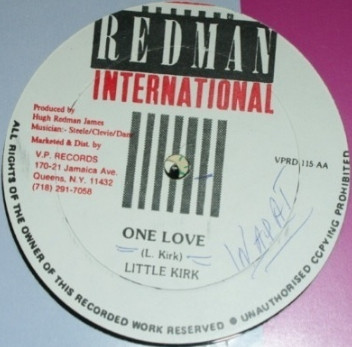 REDMAN
INTERNATIONAL
Produced by
Hugh Redman James
Musician:- Steele/Clevie/Dane
Marketed & Dist. by
V.P. RECORDS
170-21 Jamaica Ave.
Queens, N.Y. 11432
(718) 291-7058
VPRD 115 AA
ONE LOVE
(L. Kirk)
LITTLE KIRK
ALL RIGHTS OF THE OWNER OF THIS RECORDED WORK RESERVED ● UNAUTHORISED COPYING PROHIBITED